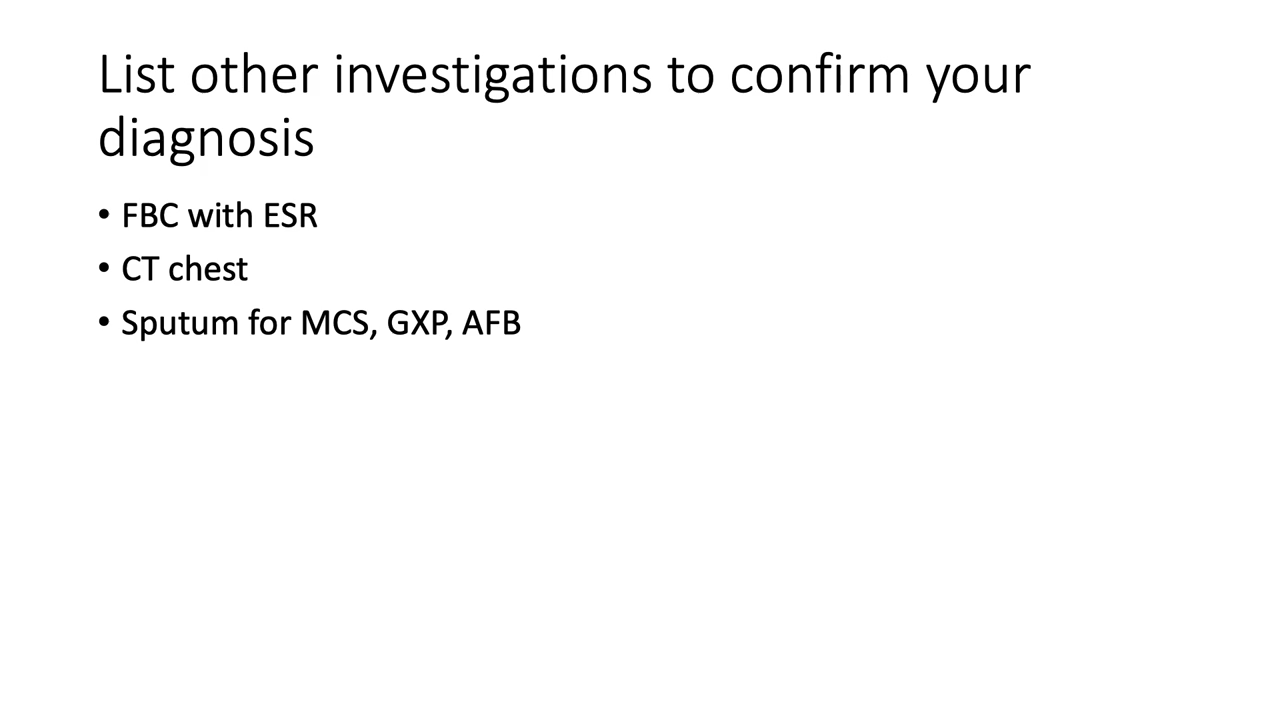 List other investigations to confirm your
diagnosis
• FBC with ESR
• CT chest
• Sputum for MCS, GXP, AFB